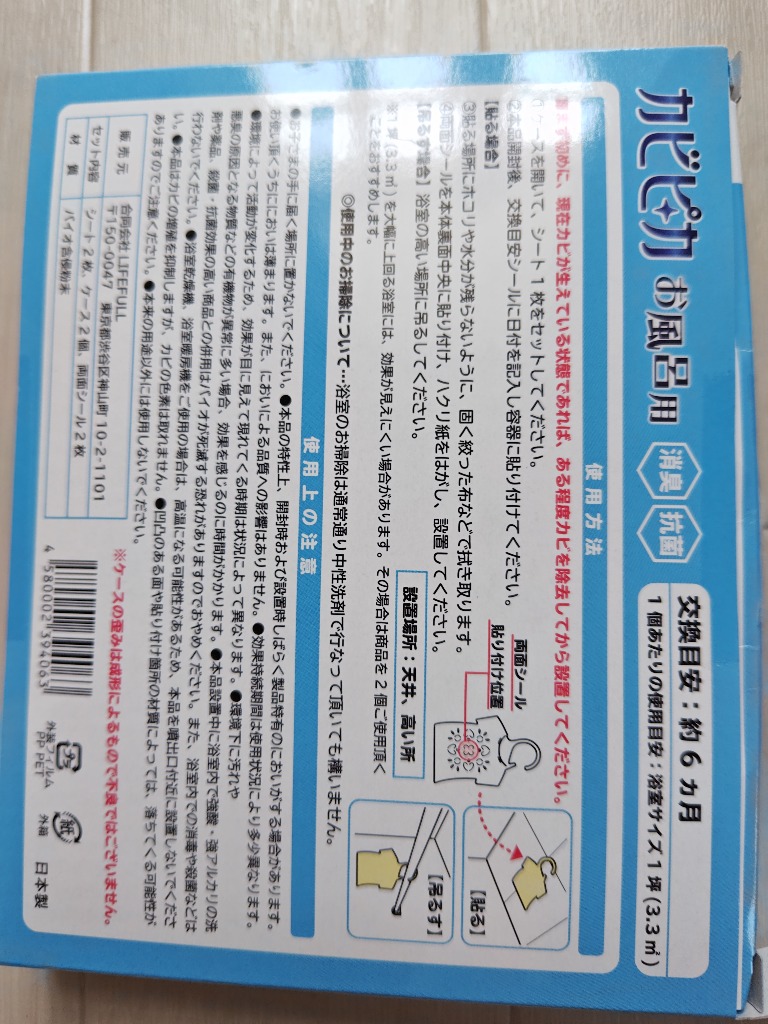 カビピカ お風呂用
消臭
抗菌
交換目安：約６カ月
１個あたりの使用目安：浴室サイズ１坪(3.3㎡)
使用方法
初めに、現在カビが生えている状態であれば、ある程度カビを除去してから設置してください。
①ケースを開いて、シート１枚をセットしてください。
②本品開封後、交換目安シールに日付を記入し容器に貼り付けてください。
【貼る場合】
③貼る場所にホコリや水分が残らないように、固く絞った布などで拭き取ります。
④両面シールを本体裏面中央に貼り付け、ハクリ紙をはがし、設置してください。
【吊るす場合】浴室の高い場所に吊るしてください。
※１坪(3.3㎡)を大幅に上回る浴室には、効果が見えにくい場合があります。その場合は商品を２個ご使用頂く
ことをおすすめします。
両面シール
貼り付け位置
設置場所：天井、高い所
【貼る】
【吊るす】
◎使用中のお掃除について…浴室のお掃除は通常通り中性洗剤で行なって頂いても構いません。
使用上の注意
●お子さまの手に届く場所に置かないでください。●本品の特性上、開封時および設置時しばらく製品特有のにおいがする場合があります。
お使い頂くうちににおいは薄まります。また、においによる品質への影響はありません。●効果持続期間は使用状況により多少異なります。
●環境によって活動が変化するため、効果が目に見えて現れてくる時期は状況によって異なります。●環境下に汚れや
悪臭の原因となる物質などの有機物が異常に多い場合、効果を感じるのに時間がかかります。●本品設置中に浴室内で強酸・強アルカリの洗
剤や薬品、殺菌・抗菌効果の高い商品との併用はバイオが死滅する恐れがありますのでおやめください。また、浴室内での消毒や殺菌などは
行わないでください。●浴室乾燥機、浴室暖房機をご使用の場合は、高温になる可能性があるため、本品を噴出口付近に設置しないでくださ
い。●本品はカビの増殖を抑制しますが、カビの色素は取れません。●凹凸のある面や貼り付け箇所の材質によっては、落ちてくる可能性が
ありますのでご注意ください。●本来の用途以外には使用しないでください。
販売元 合同会社 LIFEFULL
〒150-0047 東京都渋谷区神山町10-2-1101
セット内容 シート２枚、ケース２個、両面シール２枚
材質 バイオ含侵粉末
※ケースの歪みは成形によるもので不良ではございません。
4 580002 394063
外装フィルム
PP PET
プラ
紙
外箱
日本製